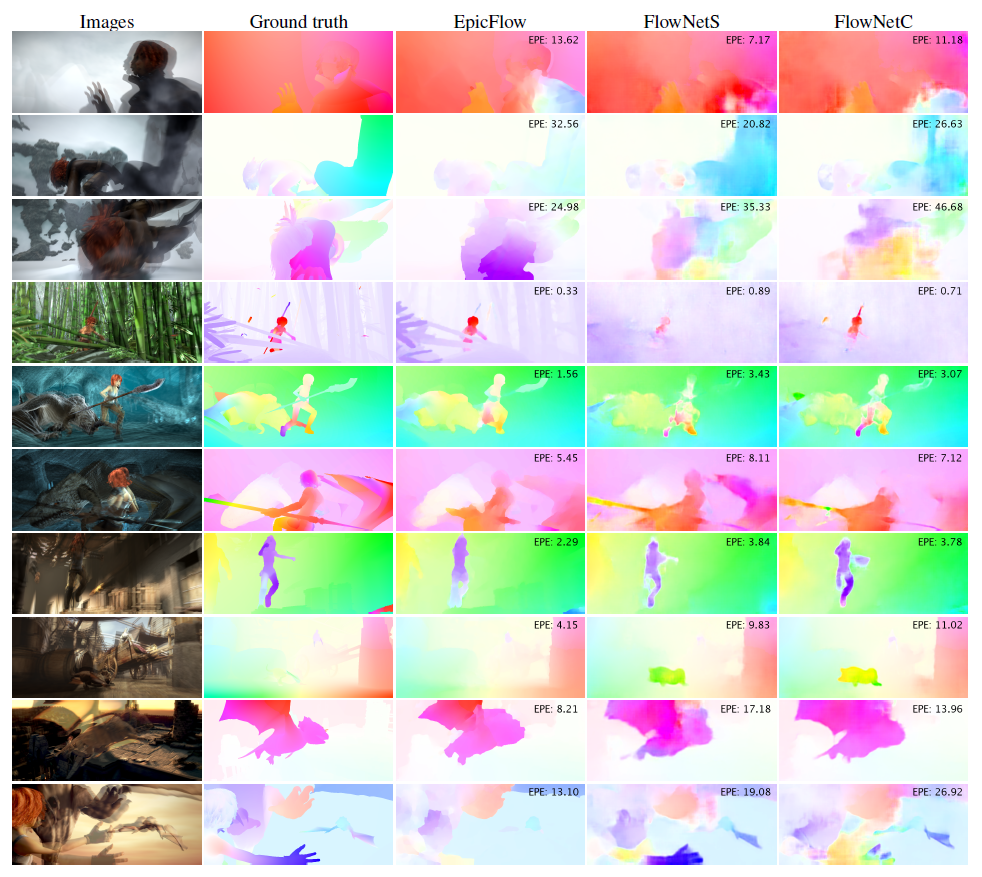 Images Ground truth EpicFlow FlowNetS FlowNetC
EPE: 13.62 EPE: 7.17 EPE: 11.18
EPE: 32.56 EPE: 20.82 EPE: 26.63
EPE: 24.98 EPE: 35.33 EPE: 46.68
EPE: 0.33 EPE: 0.89 EPE: 0.71
EPE: 1.56 EPE: 3.43 EPE: 3.07
EPE: 5.45 EPE: 8.11 EPE: 7.12
EPE: 2.29 EPE: 3.84 EPE: 3.78
EPE: 4.15 EPE: 9.83 EPE: 11.02
EPE: 8.21 EPE: 17.18 EPE: 13.96
EPE: 13.10 EPE: 19.08 EPE: 26.92